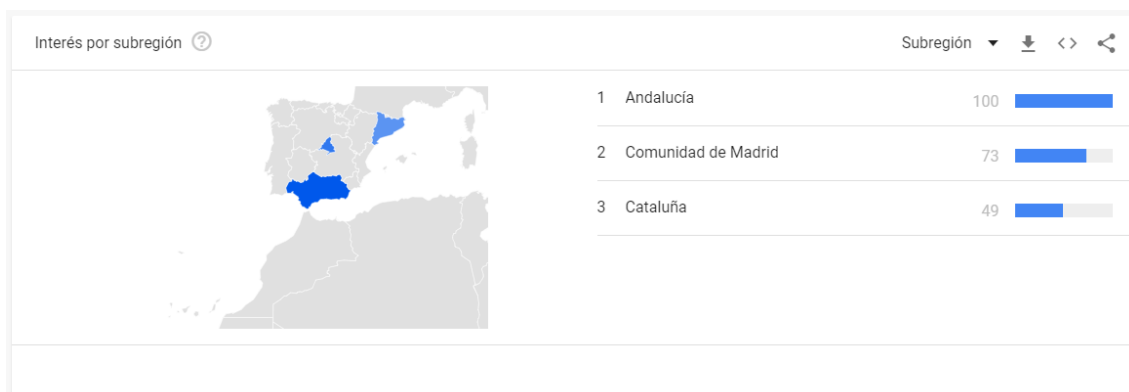 Interés por subregión
Subregión
1 Andalucía 100
2 Comunidad de Madrid 73
3 Cataluña 49